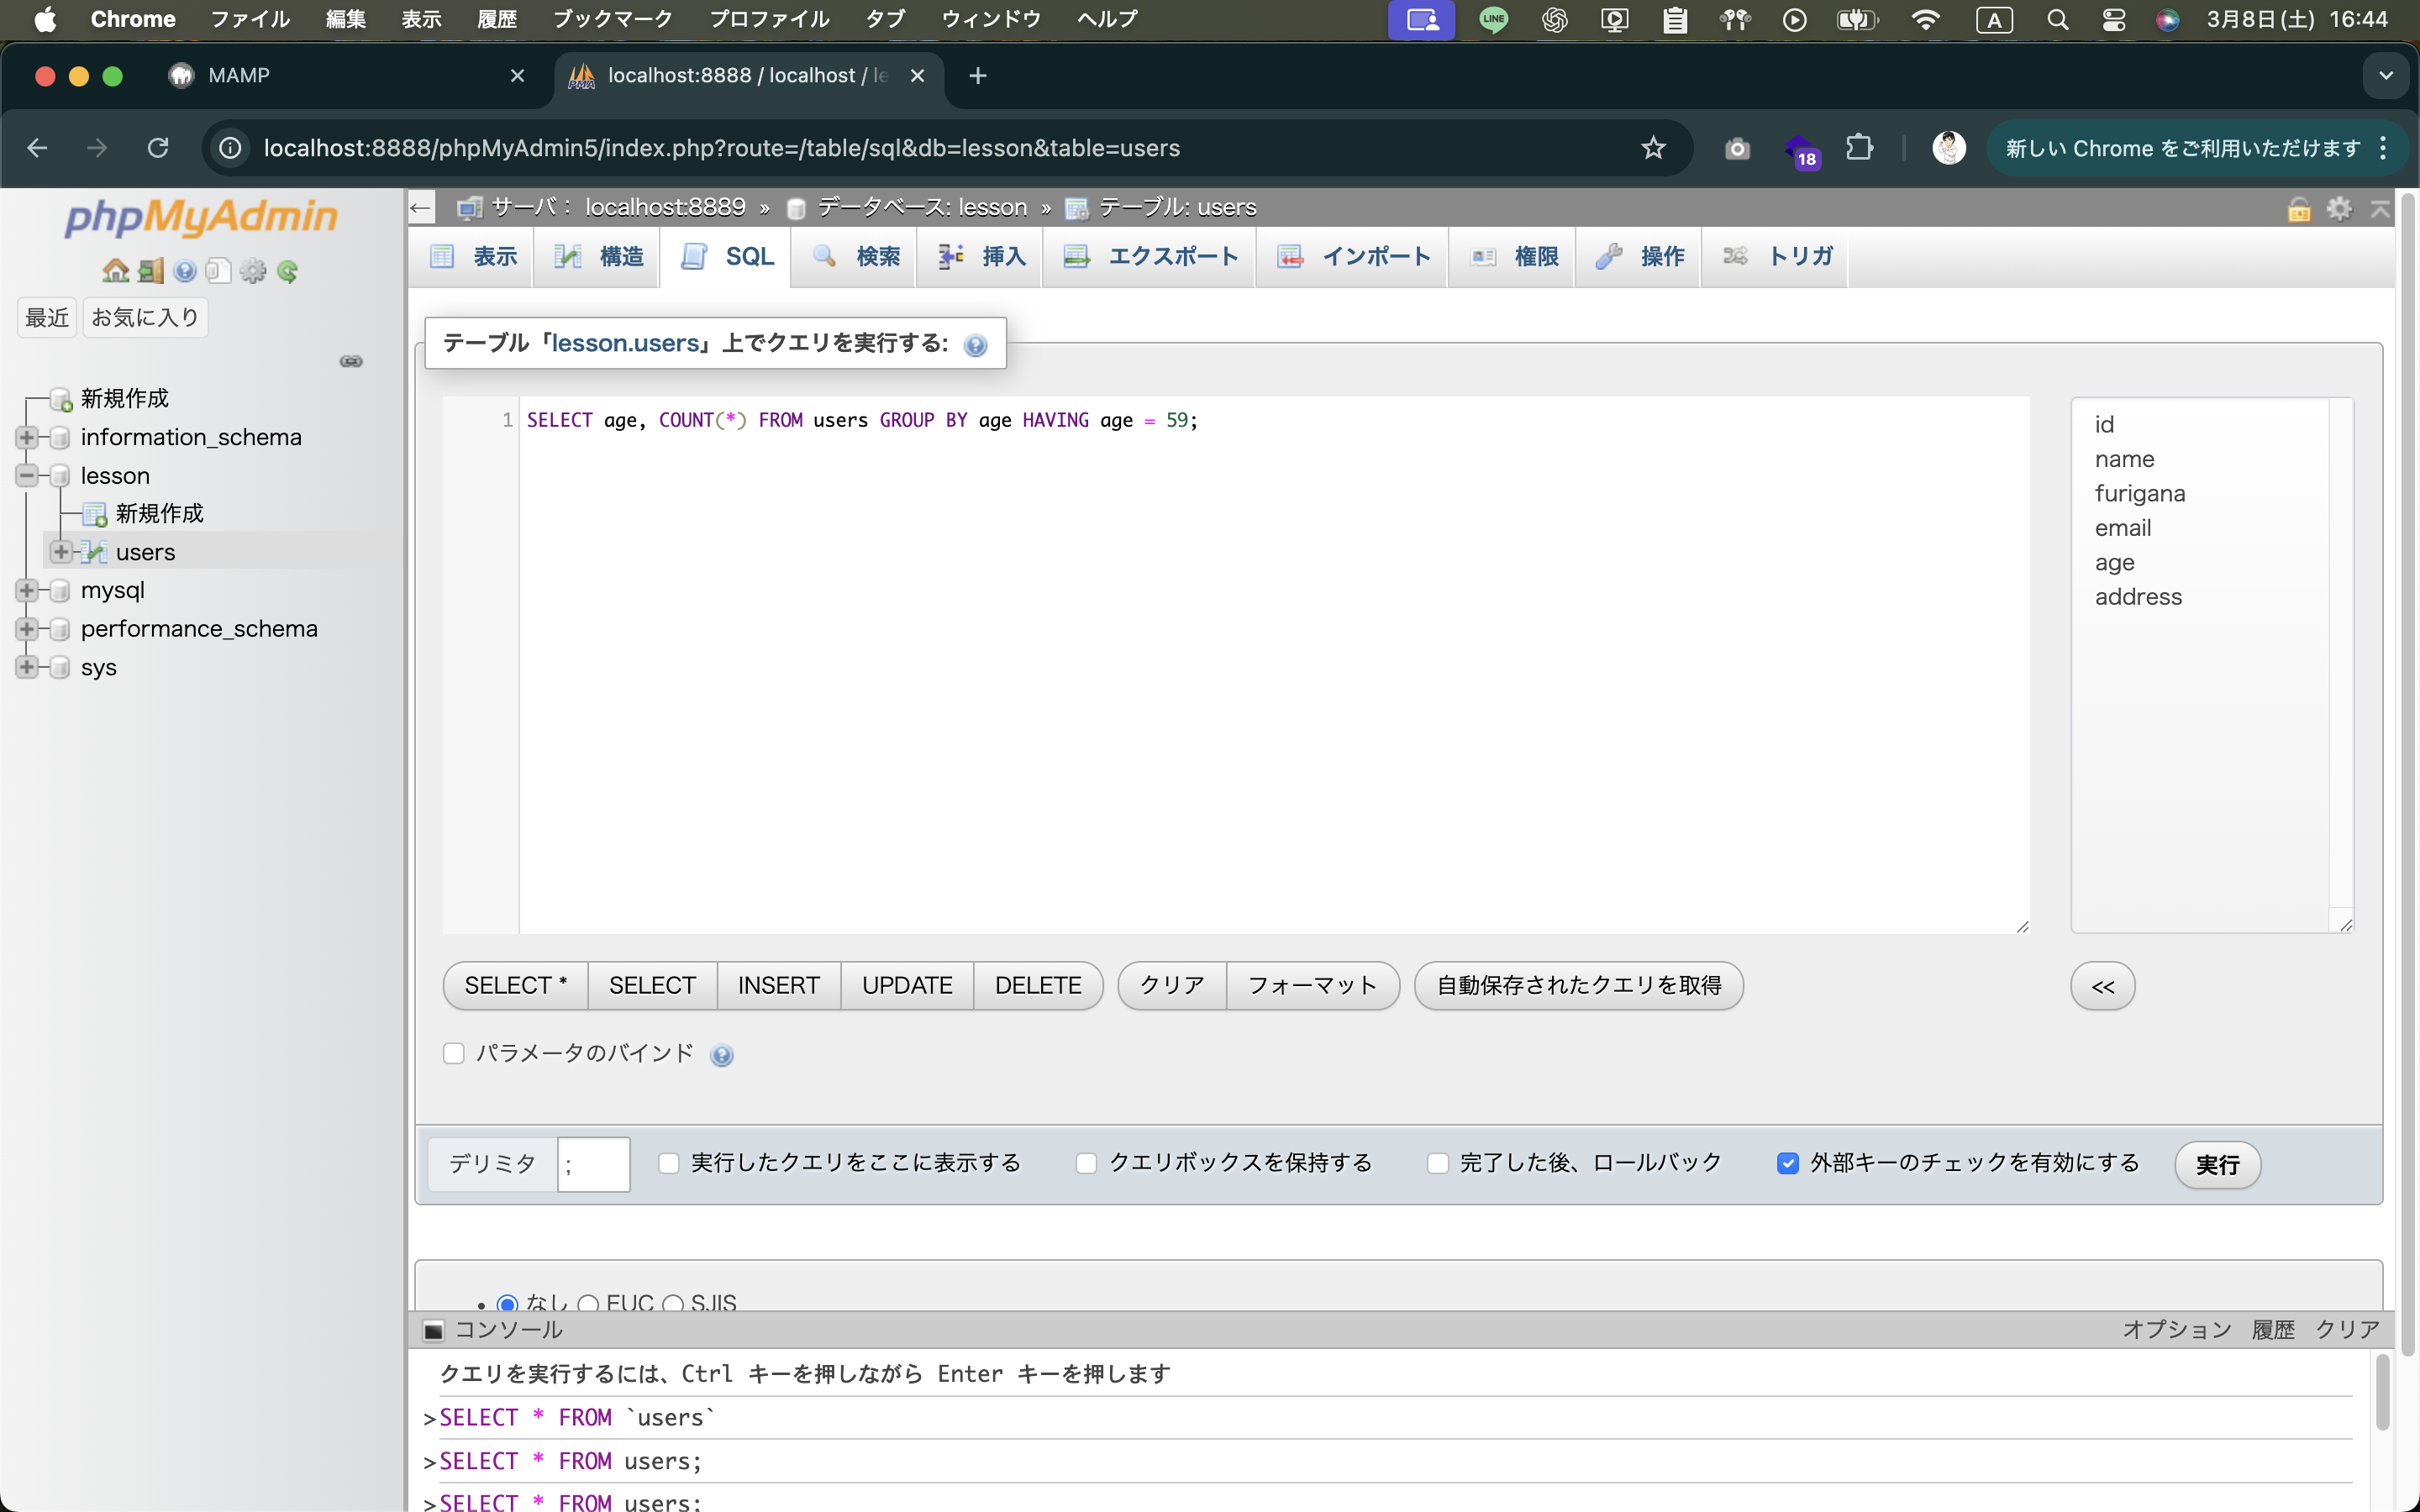 Chrome ファイル 編集 表示 履歴 ブックマーク プロファイル タブ ウィンドウ ヘルプ LINE A 3月8日(土) 16:44
MAMP
localhost:8888 / localhost / le
localhost:8888/phpMyAdmin5/index.php?route=/table/sql&db=lesson&table=users
18
新しい Chrome をご利用いただけます
phpMyAdmin
最近 お気に入り
新規作成
information_schema
lesson
新規作成
users
mysql
performance_schema
sys
サーバ: localhost:8889 » データベース: lesson » テーブル: users
表示 構造 SQL 検索 挿入 エクスポート インポート 権限 操作 トリガ
テーブル「lesson.users」上でクエリを実行する:
1 SELECT age, COUNT(*) FROM users GROUP BY age HAVING age = 59;
id
name
furigana
email
age
address
SELECT * SELECT INSERT UPDATE DELETE クリア フォーマット 自動保存されたクエリを取得 <<
パラメータのバインド
デリミタ ; 実行したクエリをここに表示する クエリボックスを保持する 完了した後、ロールバック 外部キーのチェックを有効にする 実行
なし EUC SJIS
コンソール オプション 履歴 クリア
クエリを実行するには、Ctrl キーを押しながら Enter キーを押します
>SELECT * FROM `users`
>SELECT * FROM users;
>SELECT * FROM users;